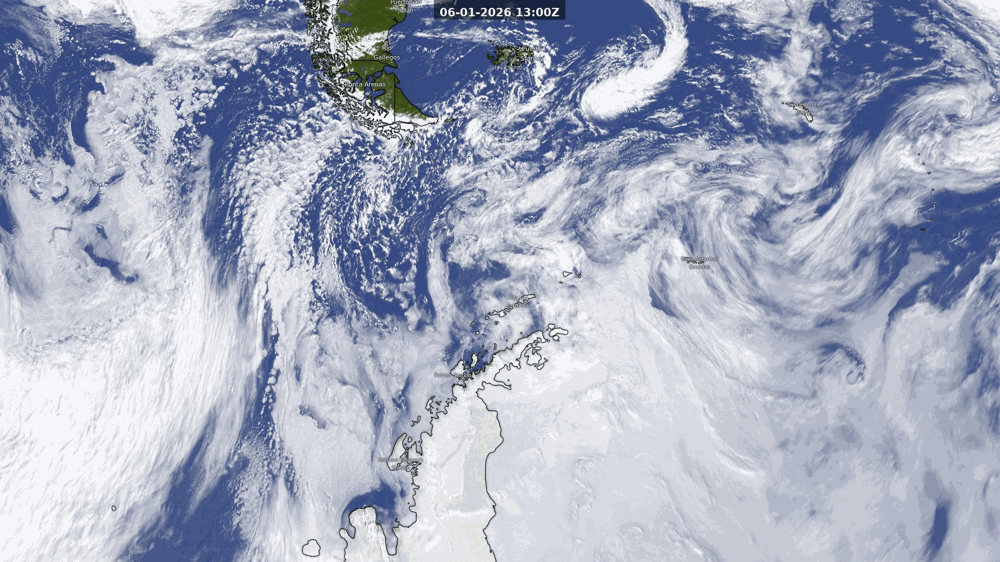 Puerto San
Julián
06-01-2026 13:00Z
Río
Gallegos
Puerto
Stanley
Punta Arenas
Punta Coronel
Zelaya
Base Antártica
Orcadas
Villa Las
Estrellas
Palmer Station
Rothera Research
Station